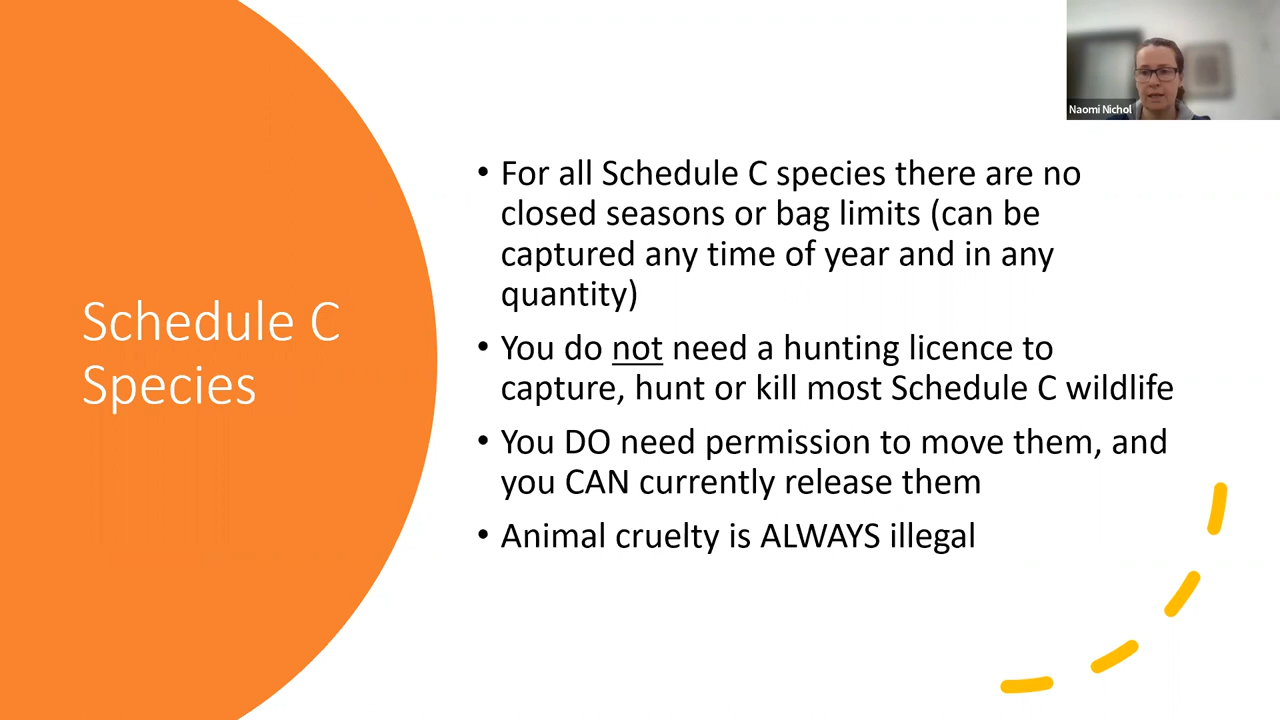 Naomi Nichol
Schedule C
Species
• For all Schedule C species there are no
closed seasons or bag limits (can be
captured any time of year and in any
quantity)
• You do not need a hunting licence to
capture, hunt or kill most Schedule C wildlife
• You DO need permission to move them, and
you CAN currently release them
• Animal cruelty is ALWAYS illegal